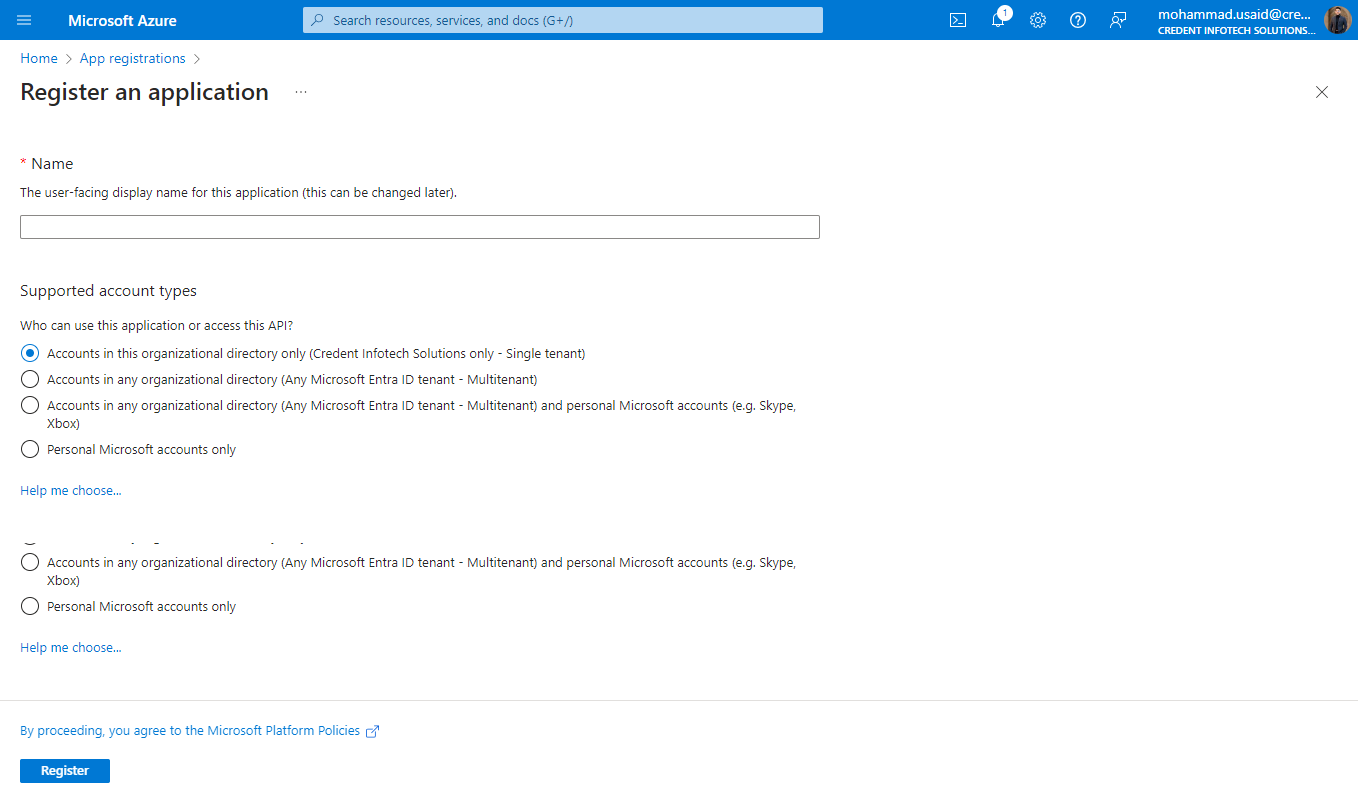 Microsoft Azure
Search resources, services, and docs (G+/)
1
mohammad.usaid@cre...
CREDENT INFOTECH SOLUTIONS...
Home > App registrations >
Register an application ...
* Name
The user-facing display name for this application (this can be changed later).
Supported account types
Who can use this application or access this API?
Accounts in this organizational directory only (Credent Infotech Solutions only - Single tenant)
Accounts in any organizational directory (Any Microsoft Entra ID tenant - Multitenant)
Accounts in any organizational directory (Any Microsoft Entra ID tenant - Multitenant) and personal Microsoft accounts (e.g. Skype,
Xbox)
Personal Microsoft accounts only
Help me choose...
Accounts in any organizational directory (Any Microsoft Entra ID tenant - Multitenant) and personal Microsoft accounts (e.g. Skype,
Xbox)
Personal Microsoft accounts only
Help me choose...
By proceeding, you agree to the Microsoft Platform Policies
Register